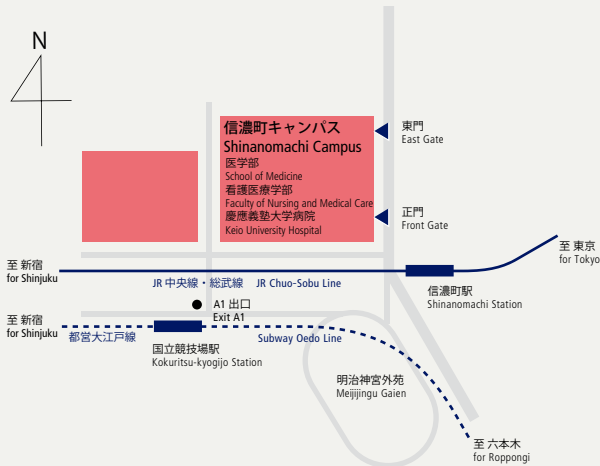 N
信濃町キャンパス
Shinanomachi Campus
医学部
School of Medicine
看護医療学部
Faculty of Nursing and Medical Care
慶應義塾大学病院
Keio University Hospital
東門
East Gate
正門
Front Gate
至 東京
for Tokyo
至 新宿
for Shinjuku
JR 中央線・総武線 JR Chuo-Sobu Line
信濃町駅
Shinanomachi Station
A1 出口
Exit A1
至 新宿
for Shinjuku
都営大江戸線
Subway Oedo Line
国立競技場駅
Kokuritsu-kyogijo Station
明治神宮外苑
Meijijingu Gaien
至 六本木
for Roppongi